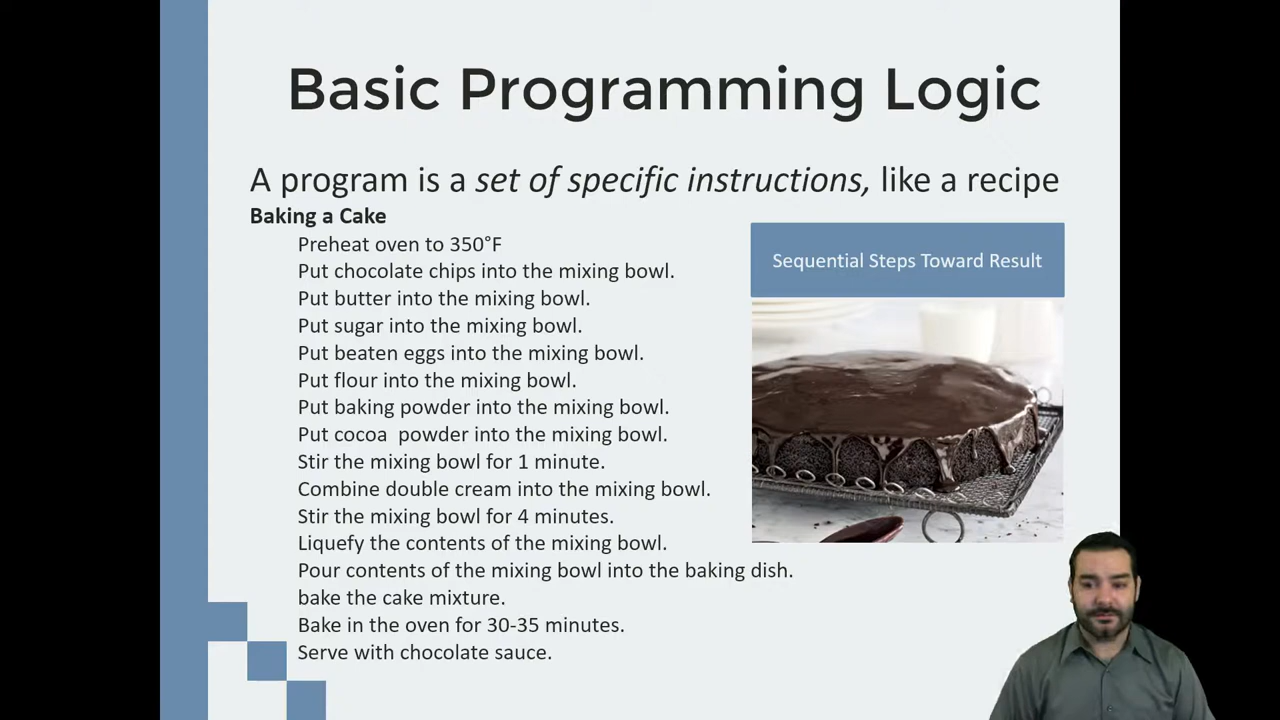 Basic Programming Logic
A program is a set of specific instructions, like a recipe
Baking a Cake
Preheat oven to 350°F
Put chocolate chips into the mixing bowl.
Put butter into the mixing bowl.
Put sugar into the mixing bowl.
Put beaten eggs into the mixing bowl.
Put flour into the mixing bowl.
Put baking powder into the mixing bowl.
Put cocoa  powder into the mixing bowl.
Stir the mixing bowl for 1 minute.
Combine double cream into the mixing bowl.
Stir the mixing bowl for 4 minutes.
Liquefy the contents of the mixing bowl.
Pour contents of the mixing bowl into the baking dish.
bake the cake mixture.
Bake in the oven for 30-35 minutes.
Serve with chocolate sauce.
Sequential Steps Toward Result